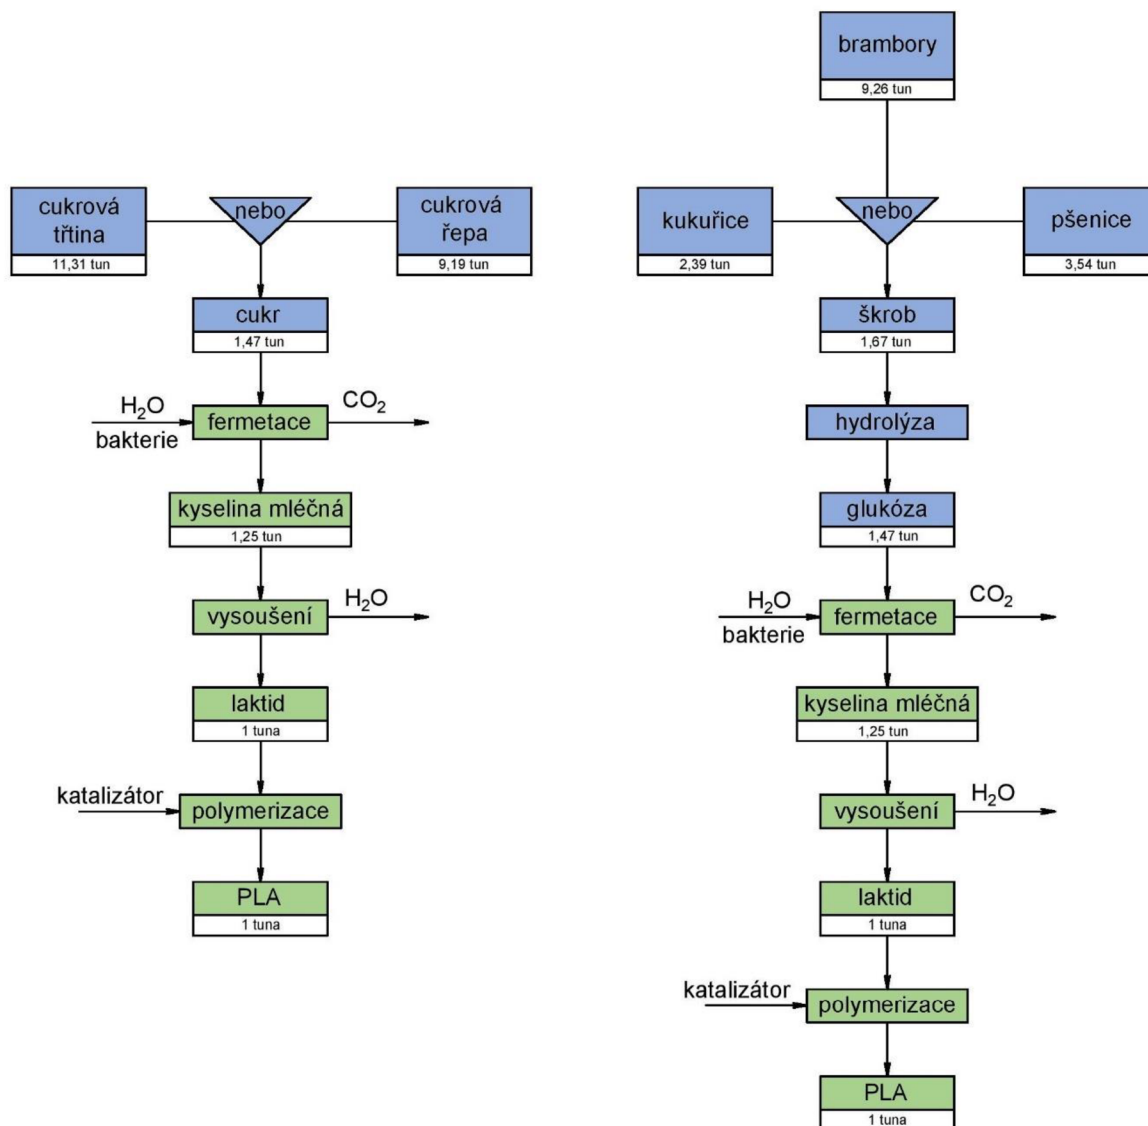 cukrová
třtina
11,31 tun
nebo
cukrová
řepa
9,19 tun
cukr
1,47 tun
H₂O
bakterie
fermetace
CO₂
kyselina mléčná
1,25 tun
vysoušení
H₂O
laktid
1 tuna
katalizátor
polymerizace
PLA
1 tuna
brambory
9,26 tun
kukuřice
2,39 tun
nebo
pšenice
3,54 tun
škrob
1,67 tun
hydrolýza
glukóza
1,47 tun
H₂O
bakterie
fermetace
CO₂
kyselina mléčná
1,25 tun
vysoušení
H₂O
laktid
1 tuna
katalizátor
polymerizace
PLA
1 tuna